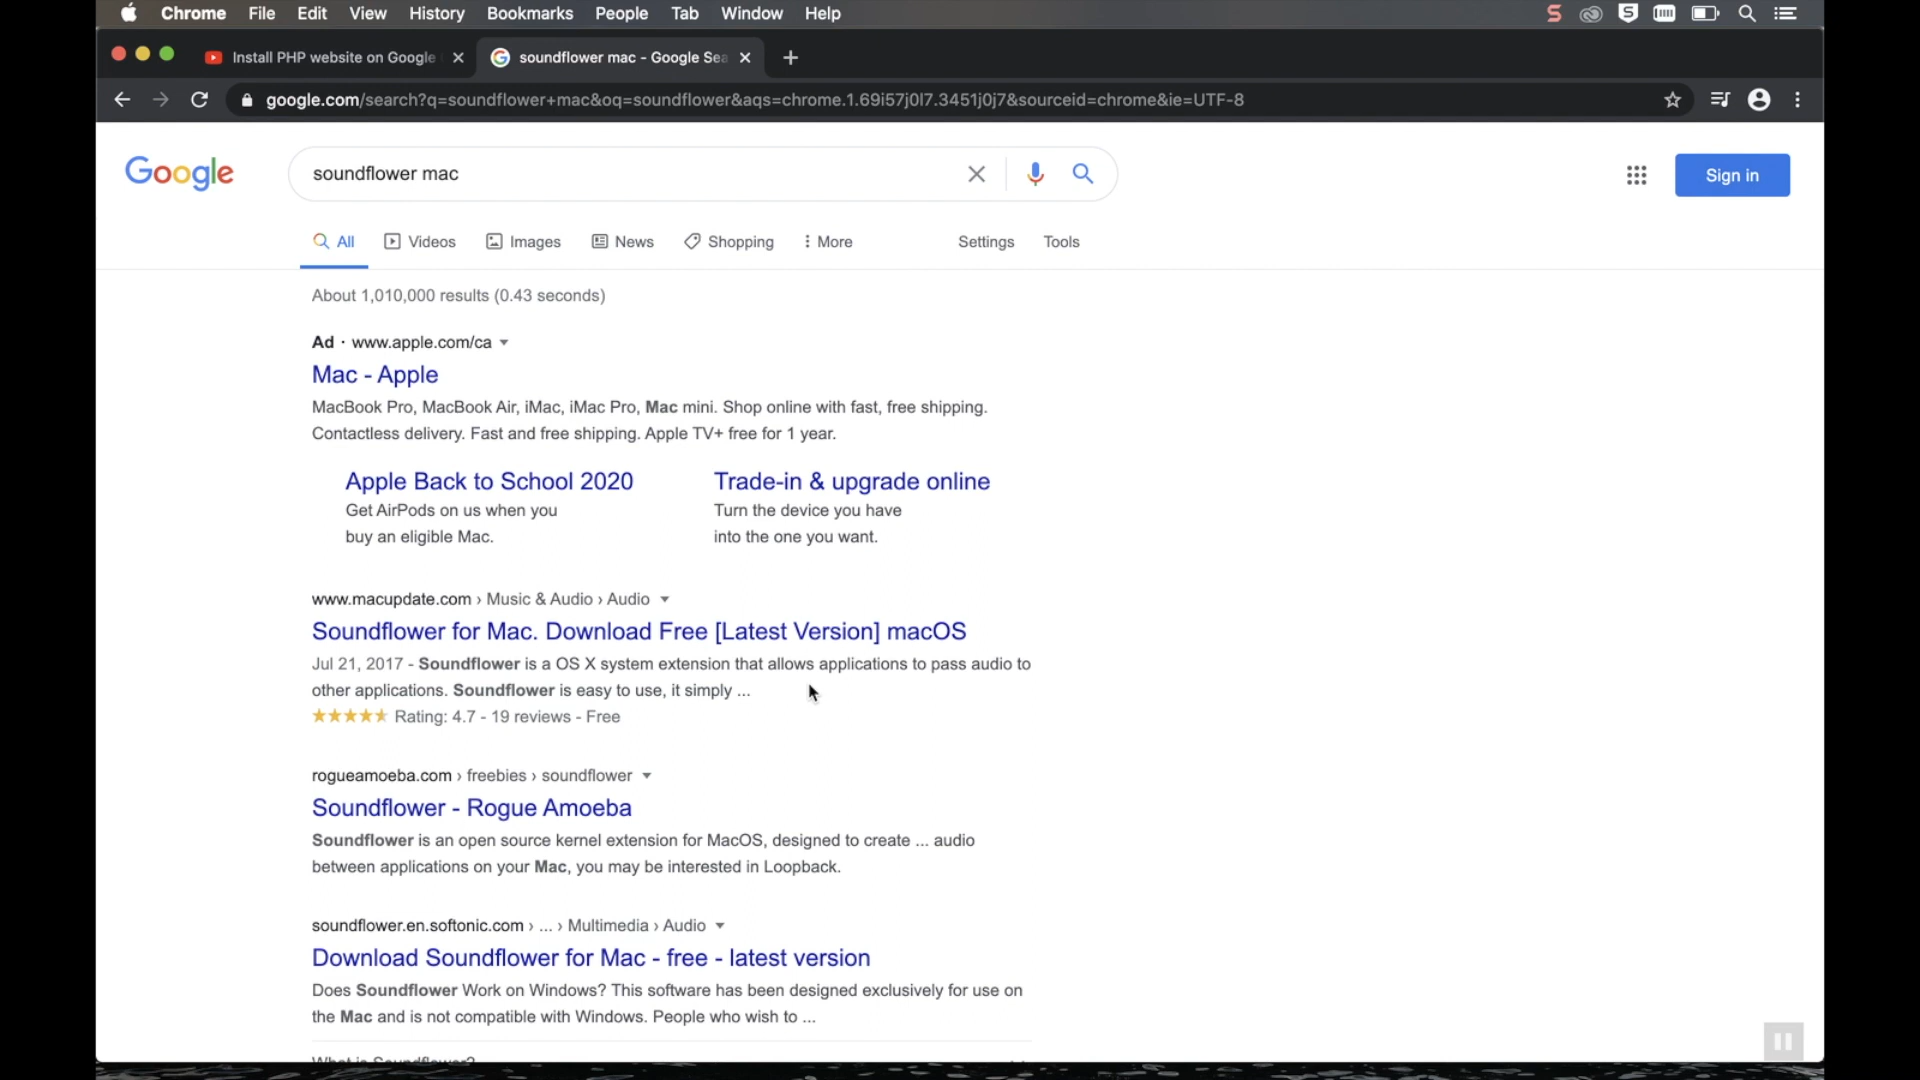 Chrome File Edit View History Bookmarks People Tab Window Help
Install PHP website on Google
soundflower mac - Google Sea
google.com/search?q=soundflower+mac&oq=soundflower&aqs=chrome.1.69i57j0l7.3451j0j7&sourceid=chrome&ie=UTF-8
Google
soundflower mac
Sign in
All Videos Images News Shopping More Settings Tools
About 1,010,000 results (0.43 seconds)
Ad · www.apple.com/ca
Mac - Apple
MacBook Pro, MacBook Air, iMac, iMac Pro, Mac mini. Shop online with fast, free shipping.
Contactless delivery. Fast and free shipping. Apple TV+ free for 1 year.
Apple Back to School 2020
Get AirPods on us when you
buy an eligible Mac.
Trade-in & upgrade online
Turn the device you have
into the one you want.
www.macupdate.com › Music & Audio › Audio
Soundflower for Mac. Download Free [Latest Version] macOS
Jul 21, 2017 - Soundflower is a OS X system extension that allows applications to pass audio to
other applications. Soundflower is easy to use, it simply ...
Rating: 4.7 - 19 reviews - Free
rogueamoeba.com › freebies › soundflower
Soundflower - Rogue Amoeba
Soundflower is an open source kernel extension for MacOS, designed to create ... audio
between applications on your Mac, you may be interested in Loopback.
soundflower.en.softonic.com › ... › Multimedia › Audio
Download Soundflower for Mac - free - latest version
Does Soundflower Work on Windows? This software has been designed exclusively for use on
the Mac and is not compatible with Windows. People who wish to ...
What is Soundflower?